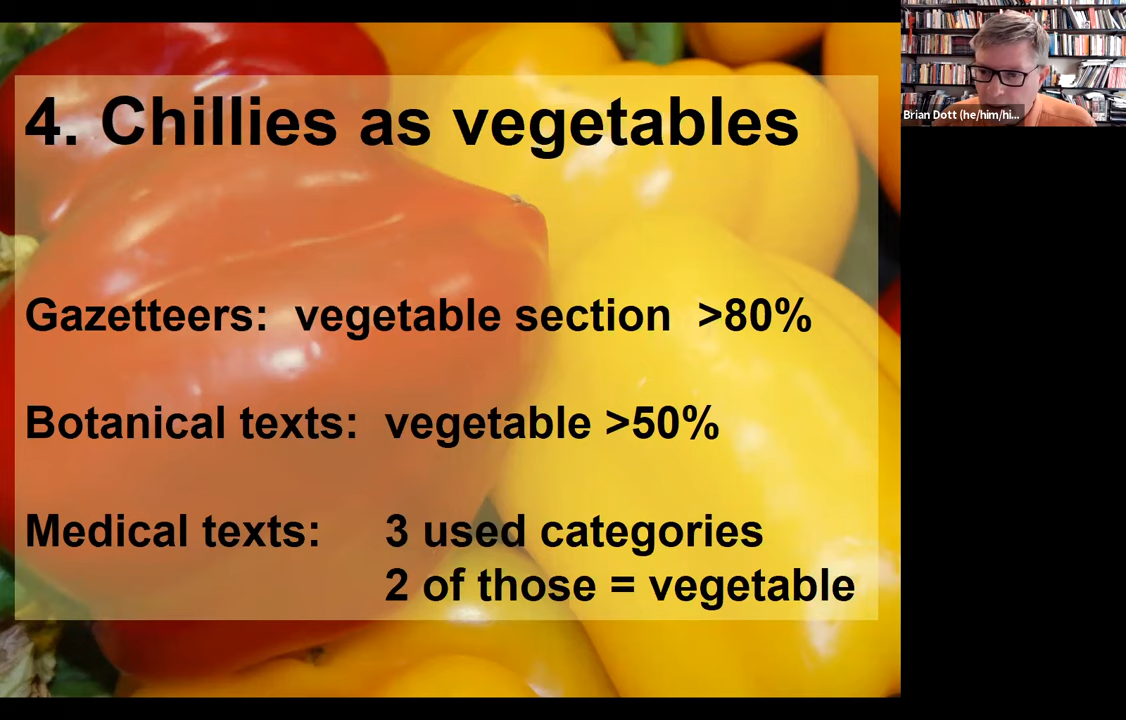 4. Chillies as vegetables
Gazetteers: vegetable section >80%
Botanical texts: vegetable >50%
Medical texts: 3 used categories
2 of those = vegetable
Brian Dott (he/him/hi...